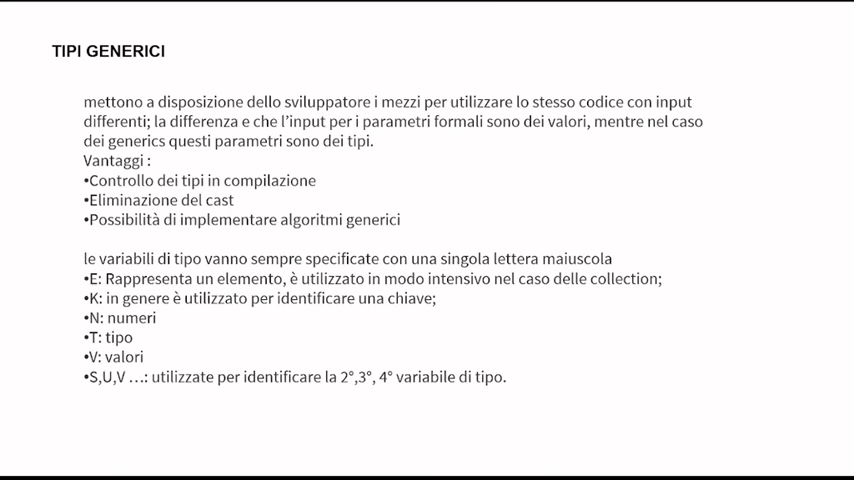 TIPI GENERICI
mettono a disposizione dello sviluppatore i mezzi per utilizzare lo stesso codice con input
differenti; la differenza e che l'input per i parametri formali sono dei valori, mentre nel caso
dei generics questi parametri sono dei tipi.
Vantaggi :
•Controllo dei tipi in compilazione
•Eliminazione del cast
•Possibilità di implementare algoritmi generici
le variabili di tipo vanno sempre specificate con una singola lettera maiuscola
•E: Rappresenta un elemento, è utilizzato in modo intensivo nel caso delle collection;
•K: in genere è utilizzato per identificare una chiave;
•N: numeri
•T: tipo
•V: valori
•S,U,V …: utilizzate per identificare la 2°,3°, 4° variabile di tipo.